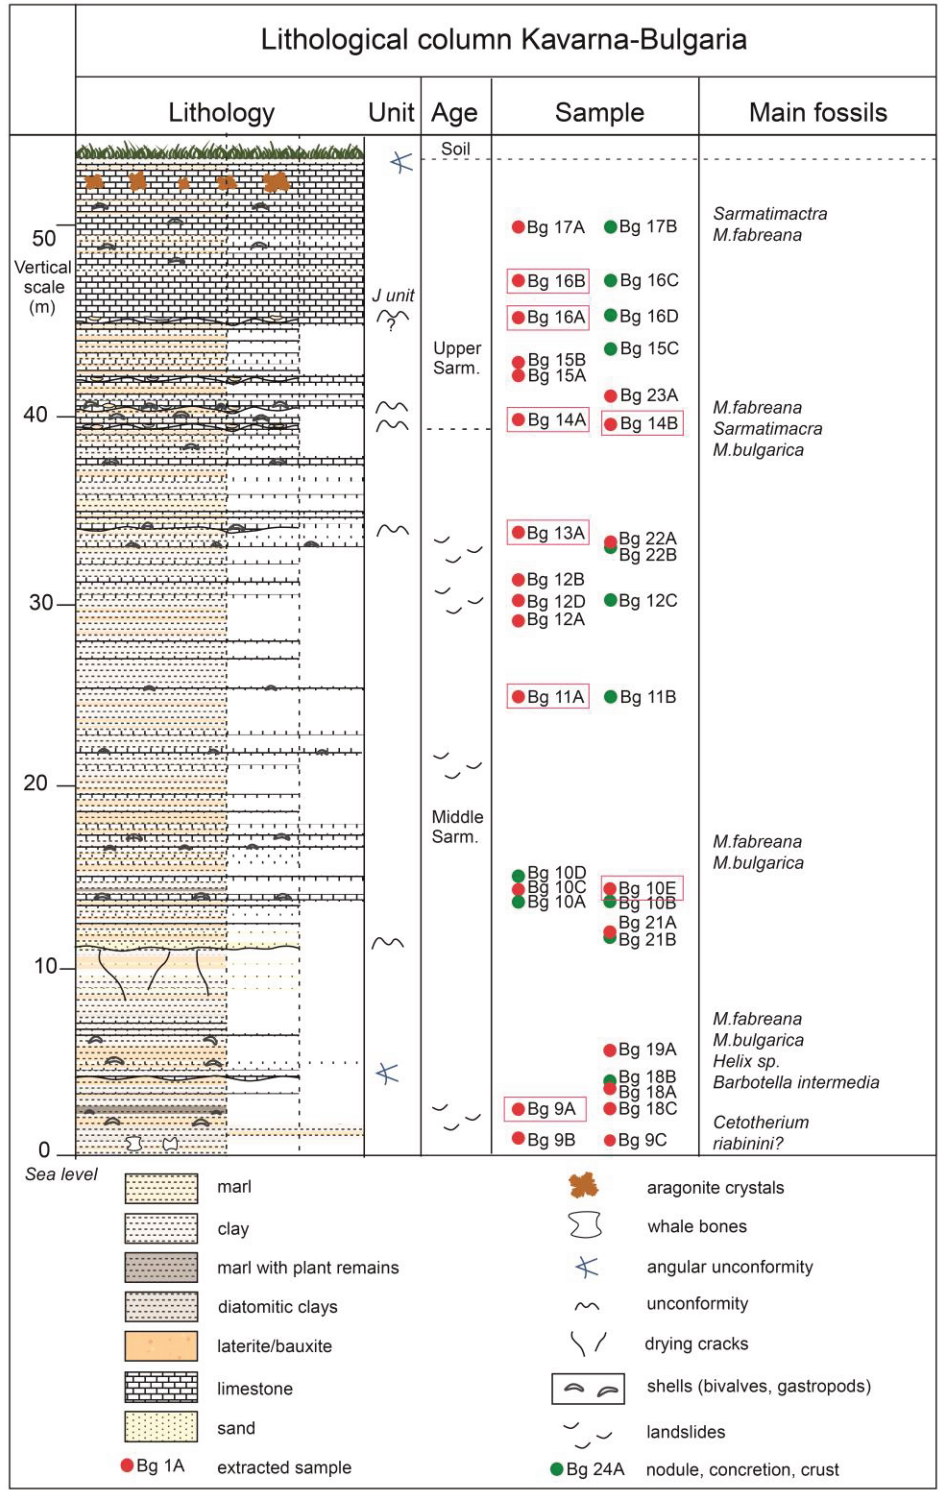 Lithological column Kavarna-Bulgaria
Lithology
Unit
Age
Sample
Main fossils
Soil
50
Vertical
scale
(m)
40
30
20
10
0
Sea level
J unit
?
Upper
Sarm.
Middle
Sarm.
Bg 17A
Bg 17B
Bg 16B
Bg 16C
Bg 16A
Bg 16D
Bg 15C
Bg 15B
Bg 15A
Bg 23A
Bg 14A
Bg 14B
Bg 13A
Bg 22A
Bg 22B
Bg 12B
Bg 12D
Bg 12C
Bg 12A
Bg 11A
Bg 11B
Bg 10D
Bg 10C
Bg 10E
Bg 10A
Bg 10B
Bg 21A
Bg 21B
Bg 19A
Bg 18B
Bg 18A
Bg 9A
Bg 18C
Bg 9B
Bg 9C
Sarmatimactra
M.fabreana
M.fabreana
Sarmatimacra
M.bulgarica
M.fabreana
M.bulgarica
M.fabreana
M.bulgarica
Helix sp.
Barbotella intermedia
Cetotherium
riabinini?
marl
clay
marl with plant remains
diatomitic clays
laterite/bauxite
limestone
sand
Bg 1A extracted sample
aragonite crystals
whale bones
angular unconformity
unconformity
drying cracks
shells (bivalves, gastropods)
landslides
Bg 24A nodule, concretion, crust